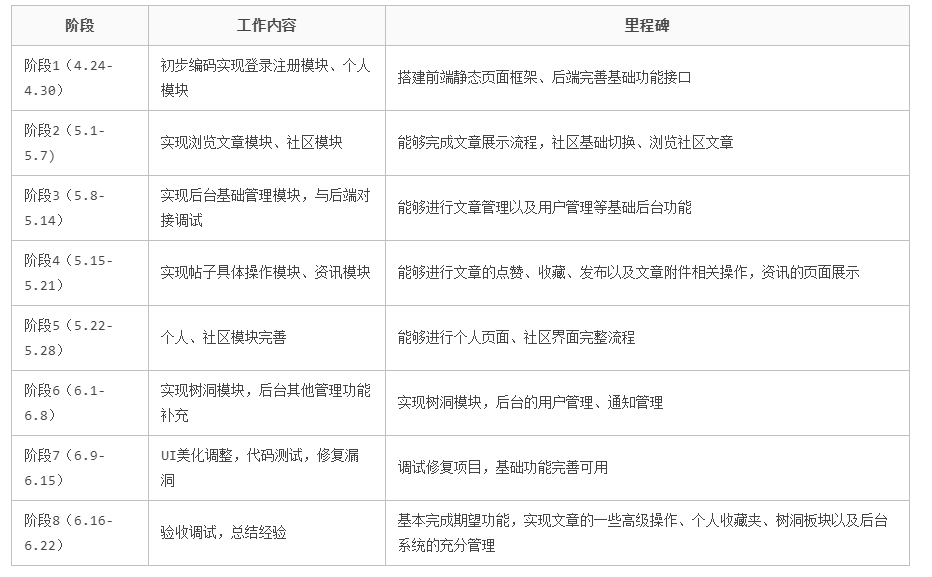 阶段
工作内容
里程碑
阶段1（4.24-
4.30）
初步编码实现登录注册模块、个人
模块
搭建前端静态页面框架、后端完善基础功能接口
阶段2（5.1-
5.7)
实现浏览文章模块、社区模块
能够完成文章展示流程，社区基础切换、浏览社区文章
阶段3（5.8-
5.14）
实现后台基础管理模块，与后端对
接调试
能够进行文章管理以及用户管理等基础后台功能
阶段4（5.15-
5.21）
实现帖子具体操作模块、资讯模块
能够进行文章的点赞、收藏、发布以及文章附件相关操作，资讯的页面展示
阶段5（5.22-
5.28）
个人、社区模块完善
能够进行个人页面、社区界面完整流程
阶段6（6.1-
6.8）
实现树洞模块，后台其他管理功能
补充
实现树洞模块，后台的用户管理、通知管理
阶段7（6.9-
6.15）
UI美化调整，代码测试，修复漏
洞
调试修复项目，基础功能完善可用
阶段8（6.16-
6.22）
验收调试，总结经验
基本完成期望功能，实现文章的一些高级操作、个人收藏夹、树洞板块以及后台
系统的充分管理